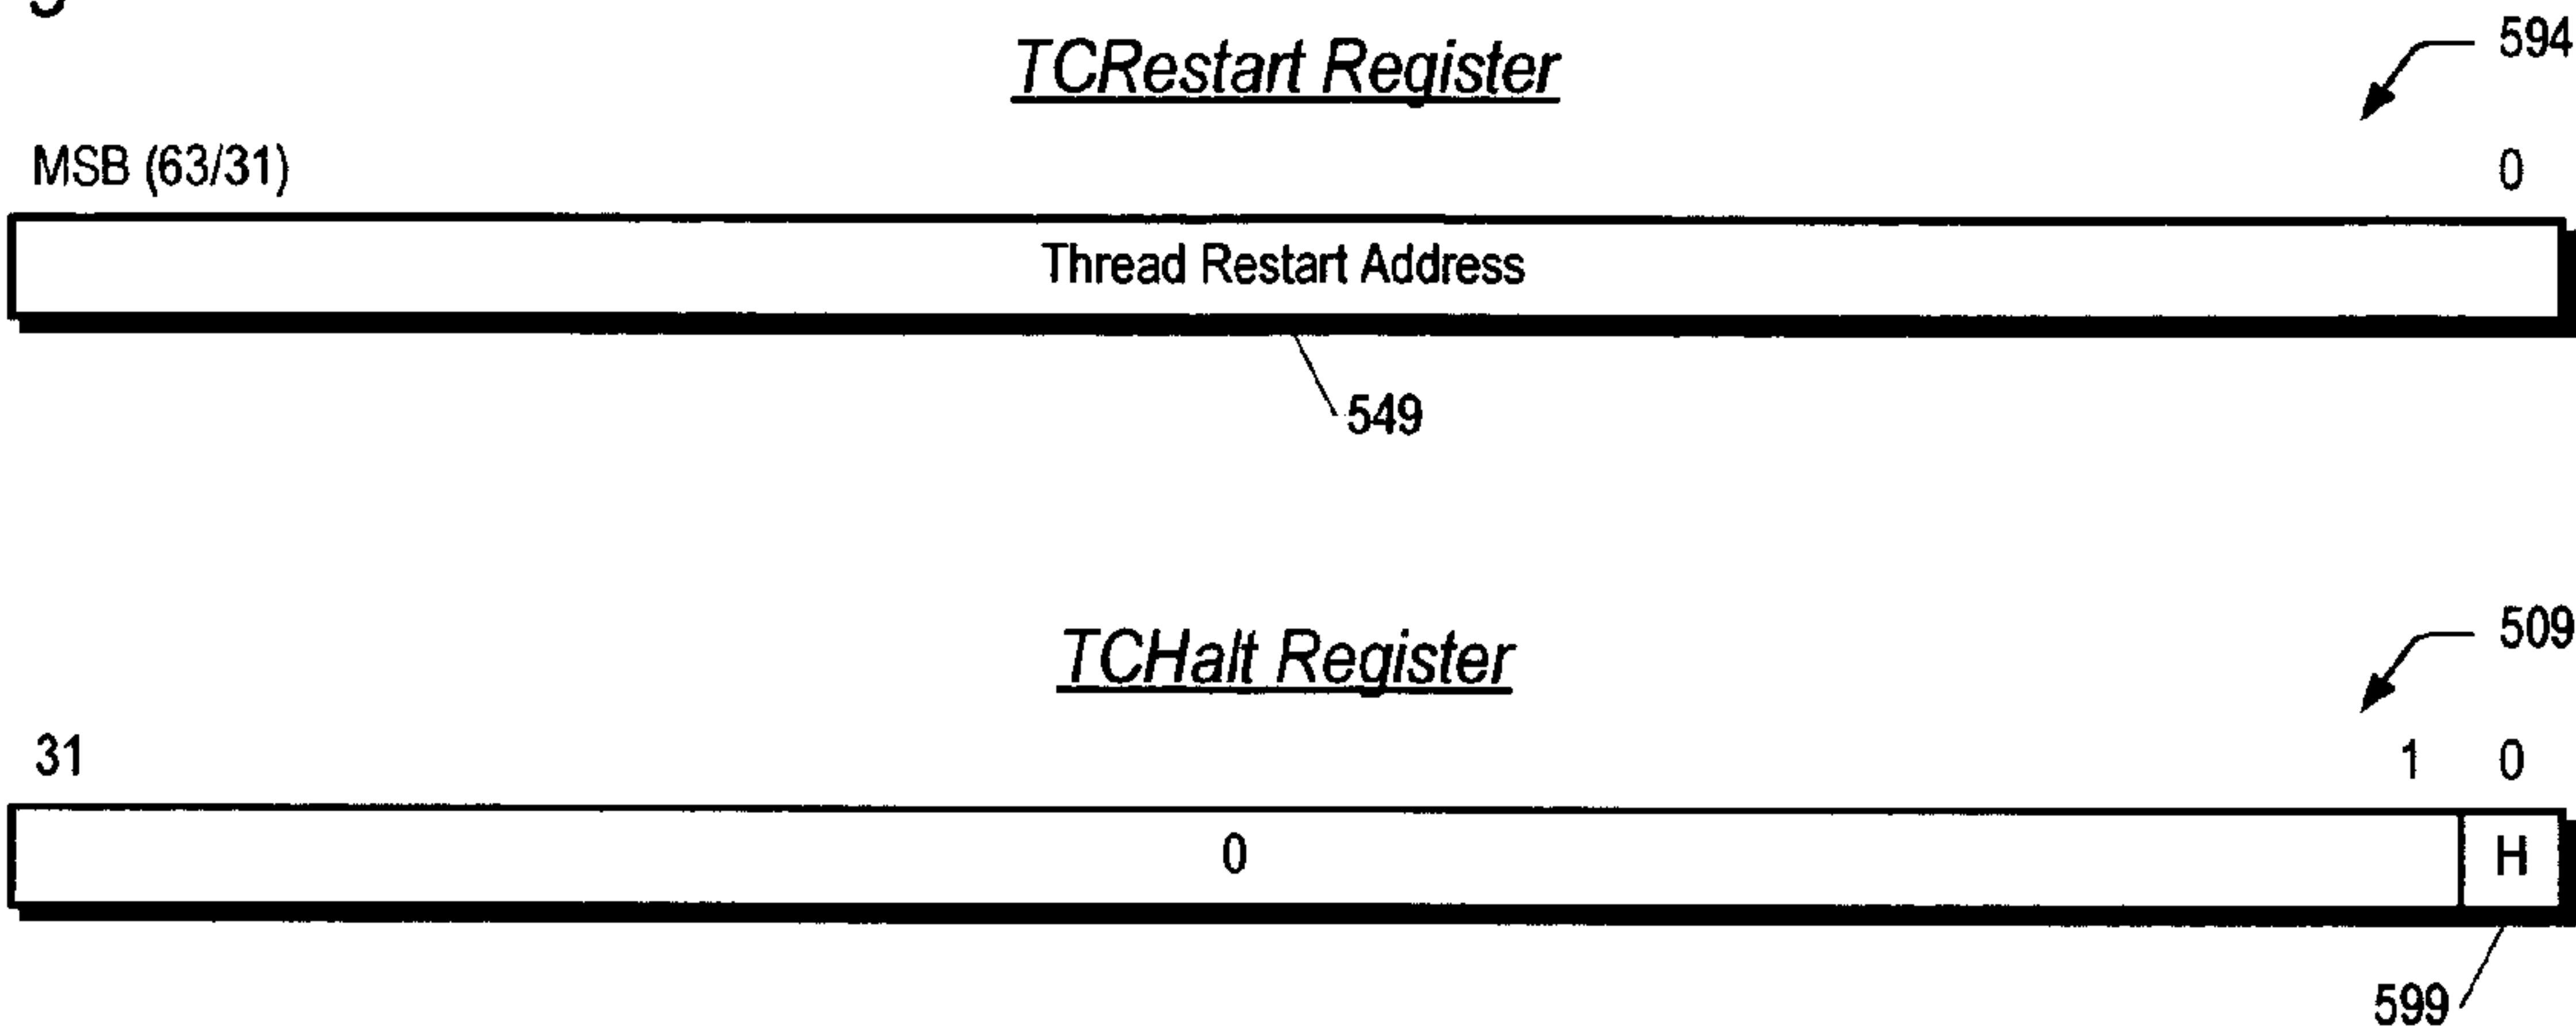 TCRestart Register
594
MSB (63/31) 0
Thread Restart Address
549
TCHalt Register
509
31 1 0
0 H
599